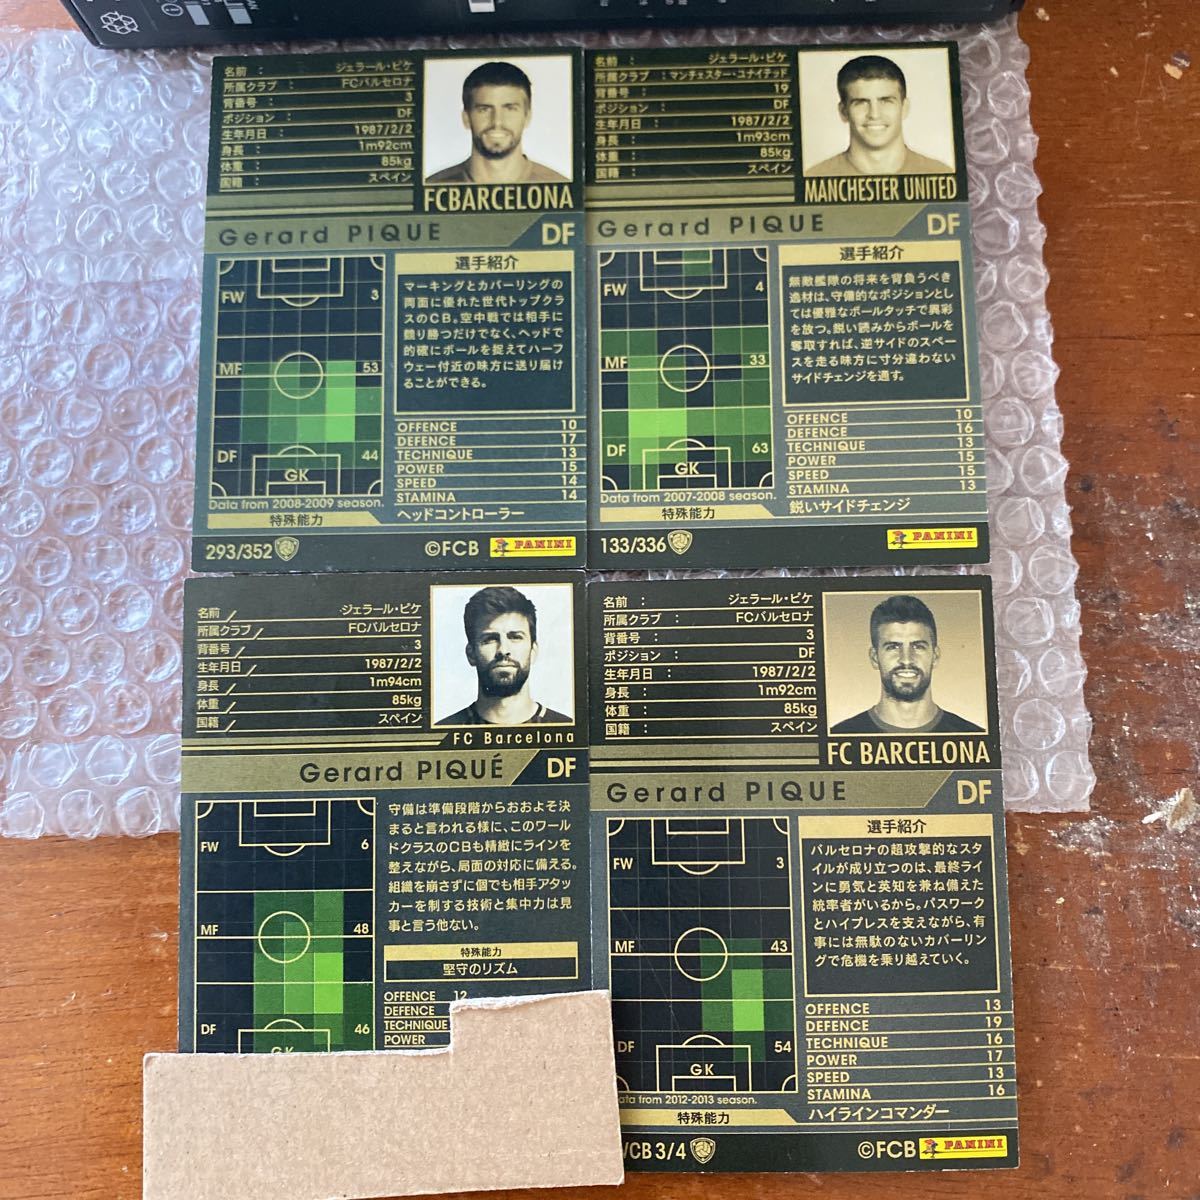 名前 : ジェラール・ピケ
所属クラブ : FCバルセロナ
背番号 : 3
ポジション : DF
生年月日 : 1987/2/2
身長 : 1m92cm
体重 : 85kg
国籍 : スペイン
FCBARCELONA
Gerard PIQUE DF
FW 3
MF 53
DF 44
GK
Data from 2008-2009 season.
選手紹介
マーキングとカバーリングの
両面に優れた世代トップクラ
スのCB。空中戦では相手に
競り勝つだけでなく、ヘッドで
的確にボールを捉えてハーフ
ウェー付近の味方に送り届け
ることができる。
OFFENCE 10
DEFENCE 17
TECHNIQUE 13
POWER 15
SPEED 14
STAMINA 14
特殊能力 ヘッドコントローラー
293/352 ©FCB PANINI
名前 : ジェラール・ピケ
所属クラブ : マンチェスター・ユナイテッド
背番号 : 19
ポジション : DF
生年月日 : 1987/2/2
身長 : 1m93cm
体重 : 85kg
国籍 : スペイン
MANCHESTER UNITED
Gerard PIQUE DF
FW 4
MF 33
DF 63
GK
Data from 2007-2008 season.
選手紹介
無敵艦隊の将来を背負うべき
逸材は、守備的なポジションとし
ては優雅なボールタッチで異彩
を放つ。鋭い読みからボールを
奪取すれば、逆サイドのスペー
スを走る味方に寸分違わない
サイドチェンジを通す。
OFFENCE 10
DEFENCE 16
TECHNIQUE 13
POWER 15
SPEED 15
STAMINA 13
特殊能力 鋭いサイドチェンジ
133/336 PANINI
名前 / ジェラール・ピケ
所属クラブ / FCバルセロナ
背番号 / 3
生年月日 / 1987/2/2
身長 / 1m94cm
体重 / 85kg
国籍 / スペイン
FC Barcelona
Gerard PIQUÉ DF
FW 6
MF 48
DF 46
GK
守備は準備段階からおおよそ決
まると言われる様に、このワール
ドクラスのCBも精緻にラインを
整えながら、局面の対応に備える。
組織を崩さずに個でも相手アタッ
カーを制する技術と集中力は見
事と言う他ない。
特殊能力
堅守のリズム
OFFENCE 12
DEFENCE
TECHNIQUE
POWER
名前 : ジェラール・ピケ
所属クラブ : FCバルセロナ
背番号 : 3
ポジション : DF
生年月日 : 1987/2/2
身長 : 1m92cm
体重 : 85kg
国籍 : スペイン
FC BARCELONA
Gerard PIQUE DF
FW 3
MF 43
DF 54
GK
ata from 2012-2013 season.
選手紹介
バルセロナの超攻撃的なスタ
イルが成り立つのは、最終ライ
ンに勇気と英知を兼ね備えた
統率者がいるから。パスワーク
とハイプレスを支えながら、有
事には無駄のないカバーリン
グで危機を乗り越えていく。
OFFENCE 13
DEFENCE 19
TECHNIQUE 16
POWER 17
SPEED 13
STAMINA 16
特殊能力 ハイラインコマンダー
CB 3/4 ©FCB PANINI